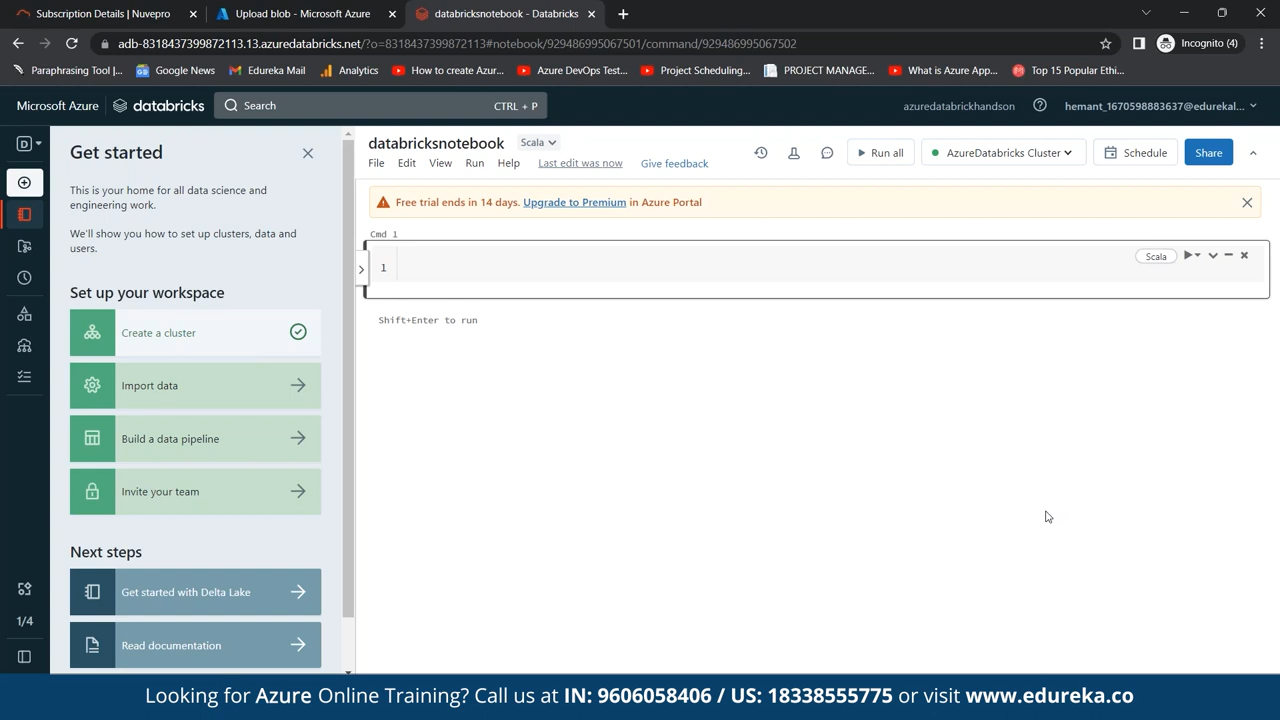 Subscription Details | Nuvepro
Upload blob - Microsoft Azure
databricksnotebook - Databricks
adb-8318437399872113.13.azuredatabricks.net/?o=8318437399872113#notebook/929486995067501/command/929486995067502
Incognito (4)
Paraphrasing Tool |...
Google News
Edureka Mail
Analytics
How to create Azur...
Azure DevOps Test...
Project Scheduling...
PROJECT MANAGE...
What is Azure App...
Top 15 Popular Ethi...
Microsoft Azure
databricks
Search
CTRL + P
azuredatabrickhandson
hemant_1670598883637@edurekal...
D
Get started
This is your home for all data science and
engineering work.
We'll show you how to set up clusters, data and
users.
Set up your workspace
Create a cluster
Import data
Build a data pipeline
Invite your team
Next steps
Get started with Delta Lake
Read documentation
1/4
databricksnotebook
Scala
File
Edit
View
Run
Help
Last edit was now
Give feedback
Run all
AzureDatabricks Cluster
Schedule
Share
Free trial ends in 14 days. Upgrade to Premium in Azure Portal
Cmd 1
1
Scala
Shift+Enter to run
Looking for Azure Online Training? Call us at IN: 9606058406 / US: 18338555775 or visit www.edureka.co